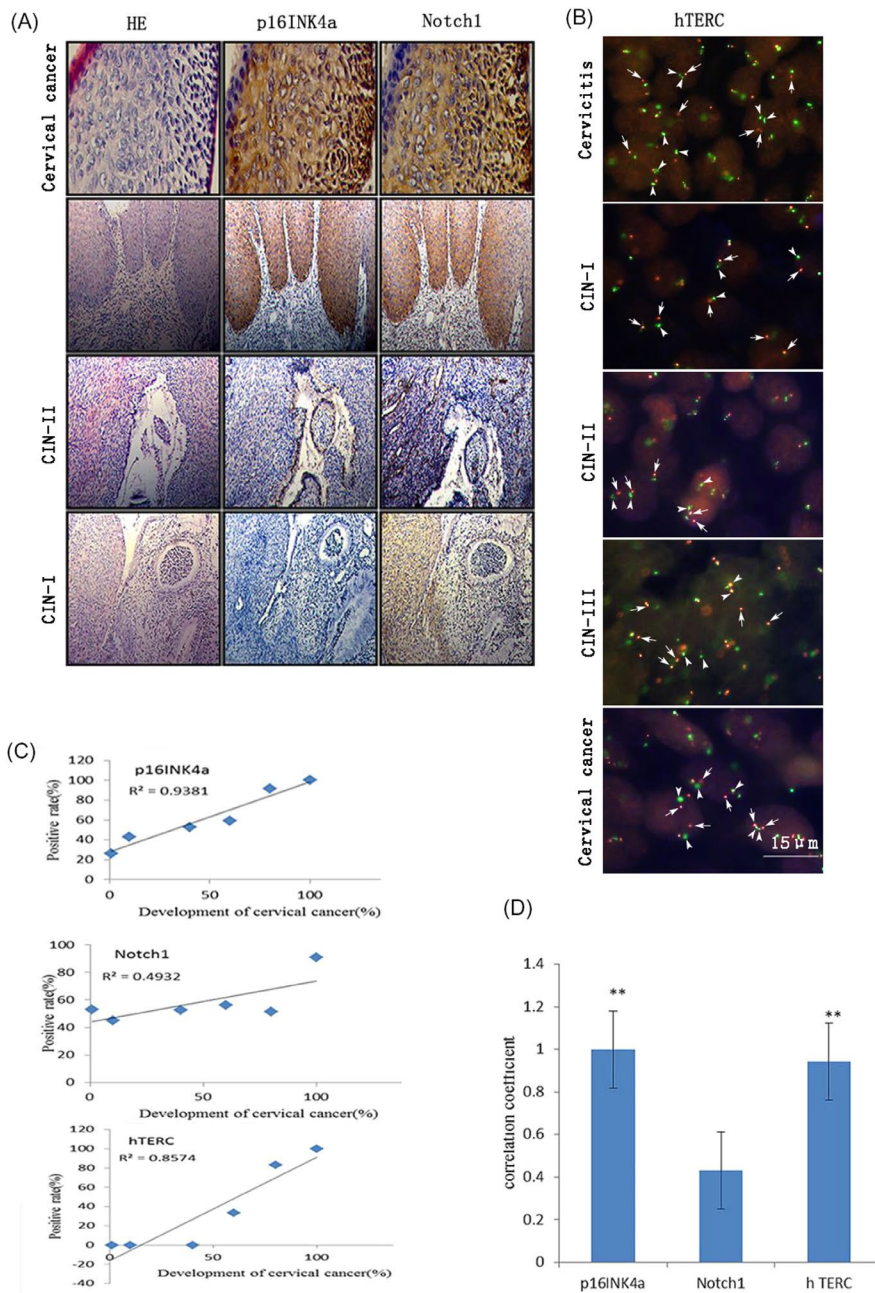 (A)
HE p16INK4a Notch1
Cervical cancer
CIN-II
CIN-I
(B)
hTERC
Cervicitis
CIN-I
CIN-II
CIN-III
Cervical cancer
15μm
(C)
p16INK4a
R² = 0.9381
Positive rate(%)
120
100
80
60
40
20
0
0 50 100
Development of cervical cancer(%)
Notch1
R² = 0.4932
Positive rate(%)
100
80
60
40
20
0
0 50 100
Development of cervical cancer(%)
hTERC
R² = 0.8574
Positive rate(%)
120
100
80
60
40
20
0
-20
-40
0 50 100
Development of cervical cancer(%)
(D)
correlation coefficient
1.4
1.2
1
0.8
0.6
0.4
0.2
0
**
**
p16INK4a Notch1 h TERC